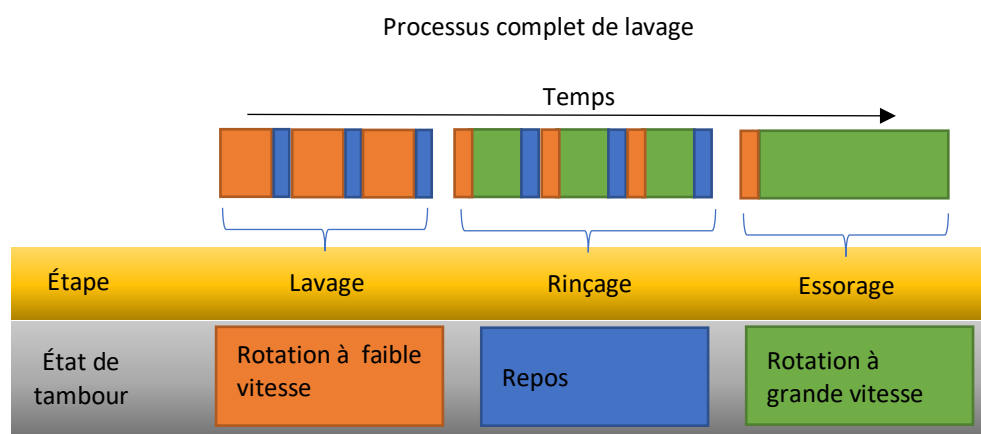 Processus complet de lavage
Temps
Étape
Lavage
Rinçage
Essorage
État de
tambour
Rotation à faible
vitesse
Repos
Rotation à
grande vitesse